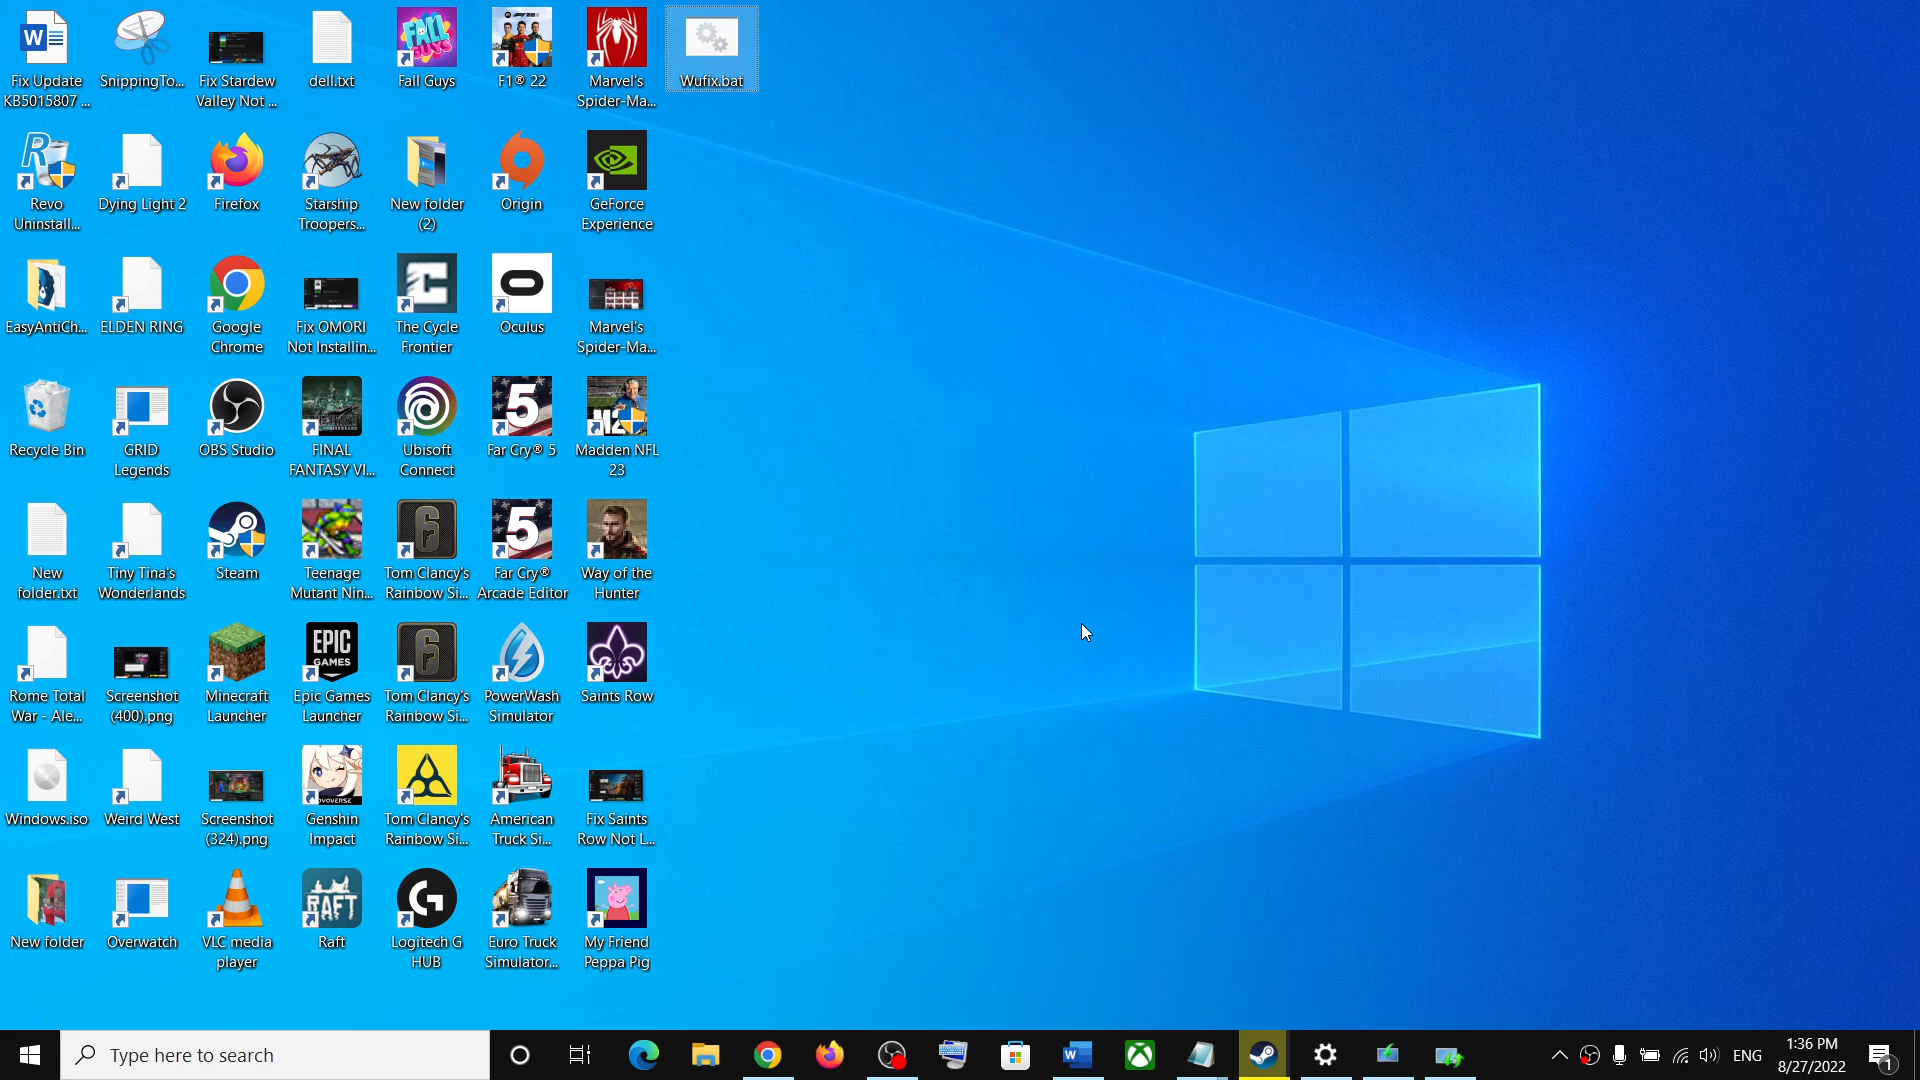 Fix Update
KB5015807 ...
SnippingTo...
Fix Stardew
Valley Not ...
dell.txt
Fall Guys
F1® 22
Marvel's
Spider-Ma...
Wufix.bat
Revo
Uninstall...
Dying Light 2
Firefox
Starship
Troopers...
New folder
(2)
Origin
GeForce
Experience
EasyAntiCh...
ELDEN RING
Google
Chrome
Fix OMORI
Not Installin...
The Cycle
Frontier
Oculus
Marvel's
Spider-Ma...
Recycle Bin
GRID
Legends
OBS Studio
FINAL
FANTASY VI...
Ubisoft
Connect
Far Cry® 5
Madden NFL
23
New
folder.txt
Tiny Tina's
Wonderlands
Steam
Teenage
Mutant Nin...
Tom Clancy's
Rainbow Si...
Far Cry®
Arcade Editor
Way of the
Hunter
Rome Total
War - Ale...
Screenshot
(400).png
Minecraft
Launcher
EPIC
GAMES
Epic Games
Launcher
Tom Clancy's
Rainbow Si...
PowerWash
Simulator
Saints Row
Windows.iso
Weird West
Screenshot
(324).png
Genshin
Impact
Tom Clancy's
Rainbow Si...
American
Truck Si...
Fix Saints
Row Not L...
New folder
Overwatch
VLC media
player
RAFT
Raft
Logitech G
HUB
Euro Truck
Simulator...
My Friend
Peppa Pig
Type here to search
ENG
1:36 PM
8/27/2022
1